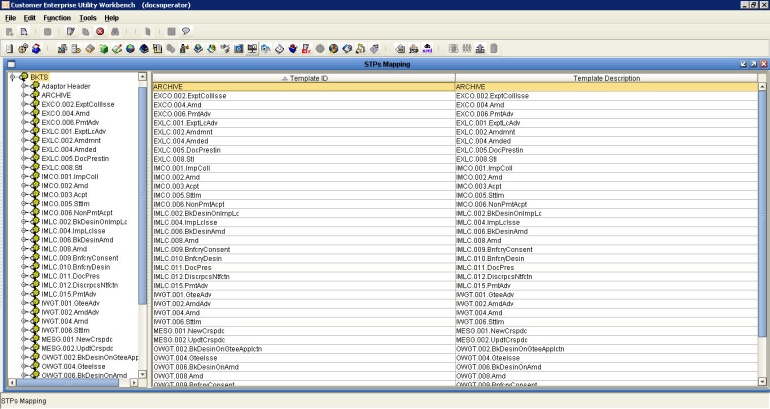 Customer Enterprise Utility Workbench (docsoperator)
File Edit Function Tools Help
STPs Mapping
BKTS
Adaptor Header
ARCHIVE
EXCO.002.ExptCollIsse
EXCO.004.Amd
EXCO.006.PmtAdv
EXLC.001.ExptLcAdv
EXLC.002.Amdmnt
EXLC.004.Amded
EXLC.005.DocPrestin
EXLC.008.Stl
IMCO.001.ImpColl
IMCO.002.Amd
IMCO.003.Acpt
IMCO.005.Sttlm
IMCO.006.NonPmtAcpt
IMLC.002.BkDesinOnImpLc
IMLC.004.ImpLcIsse
IMLC.006.BkDesinAmd
IMLC.008.Amd
IMLC.009.BnfcryConsent
IMLC.010.BnfcryDesin
IMLC.011.DocPres
IMLC.012.DiscrpcsNtfctn
IMLC.015.PmtAdv
IWGT.001.GteeAdv
IWGT.002.AmdAdv
IWGT.004.Amd
IWGT.006.Sttlm
MESG.001.NewCrspdc
MESG.002.UpdtCrspdc
OWGT.002.BkDesinOnGteeApp
OWGT.004.GteeIsse
OWGT.006.BkDesinOnAmd
Template ID Template Description
ARCHIVE ARCHIVE
EXCO.002.ExptCollIsse EXCO.002.ExptCollIsse
EXCO.004.Amd EXCO.004.Amd
EXCO.006.PmtAdv EXCO.006.PmtAdv
EXLC.001.ExptLcAdv EXLC.001.ExptLcAdv
EXLC.002.Amdmnt EXLC.002.Amdmnt
EXLC.004.Amded EXLC.004.Amded
EXLC.005.DocPrestin EXLC.005.DocPrestin
EXLC.008.Stl EXLC.008.Stl
IMCO.001.ImpColl IMCO.001.ImpColl
IMCO.002.Amd IMCO.002.Amd
IMCO.003.Acpt IMCO.003.Acpt
IMCO.005.Sttlm IMCO.005.Sttlm
IMCO.006.NonPmtAcpt IMCO.006.NonPmtAcpt
IMLC.002.BkDesinOnImpLc IMLC.002.BkDesinOnImpLc
IMLC.004.ImpLcIsse IMLC.004.ImpLcIsse
IMLC.006.BkDesinAmd IMLC.006.BkDesinAmd
IMLC.008.Amd IMLC.008.Amd
IMLC.009.BnfcryConsent IMLC.009.BnfcryConsent
IMLC.010.BnfcryDesin IMLC.010.BnfcryDesin
IMLC.011.DocPres IMLC.011.DocPres
IMLC.012.DiscrpcsNtfctn IMLC.012.DiscrpcsNtfctn
IMLC.015.PmtAdv IMLC.015.PmtAdv
IWGT.001.GteeAdv IWGT.001.GteeAdv
IWGT.002.AmdAdv IWGT.002.AmdAdv
IWGT.004.Amd IWGT.004.Amd
IWGT.006.Sttlm IWGT.006.Sttlm
MESG.001.NewCrspdc MESG.001.NewCrspdc
MESG.002.UpdtCrspdc MESG.002.UpdtCrspdc
OWGT.002.BkDesinOnGteeApplctn OWGT.002.BkDesinOnGteeApplctn
OWGT.004.GteeIsse OWGT.004.GteeIsse
OWGT.006.BkDesinOnAmd OWGT.006.BkDesinOnAmd
OWGT.008.Amd OWGT.008.Amd
OWGT.009.BnfcryConsent OWGT.009.BnfcryConsent
STPs Mapping